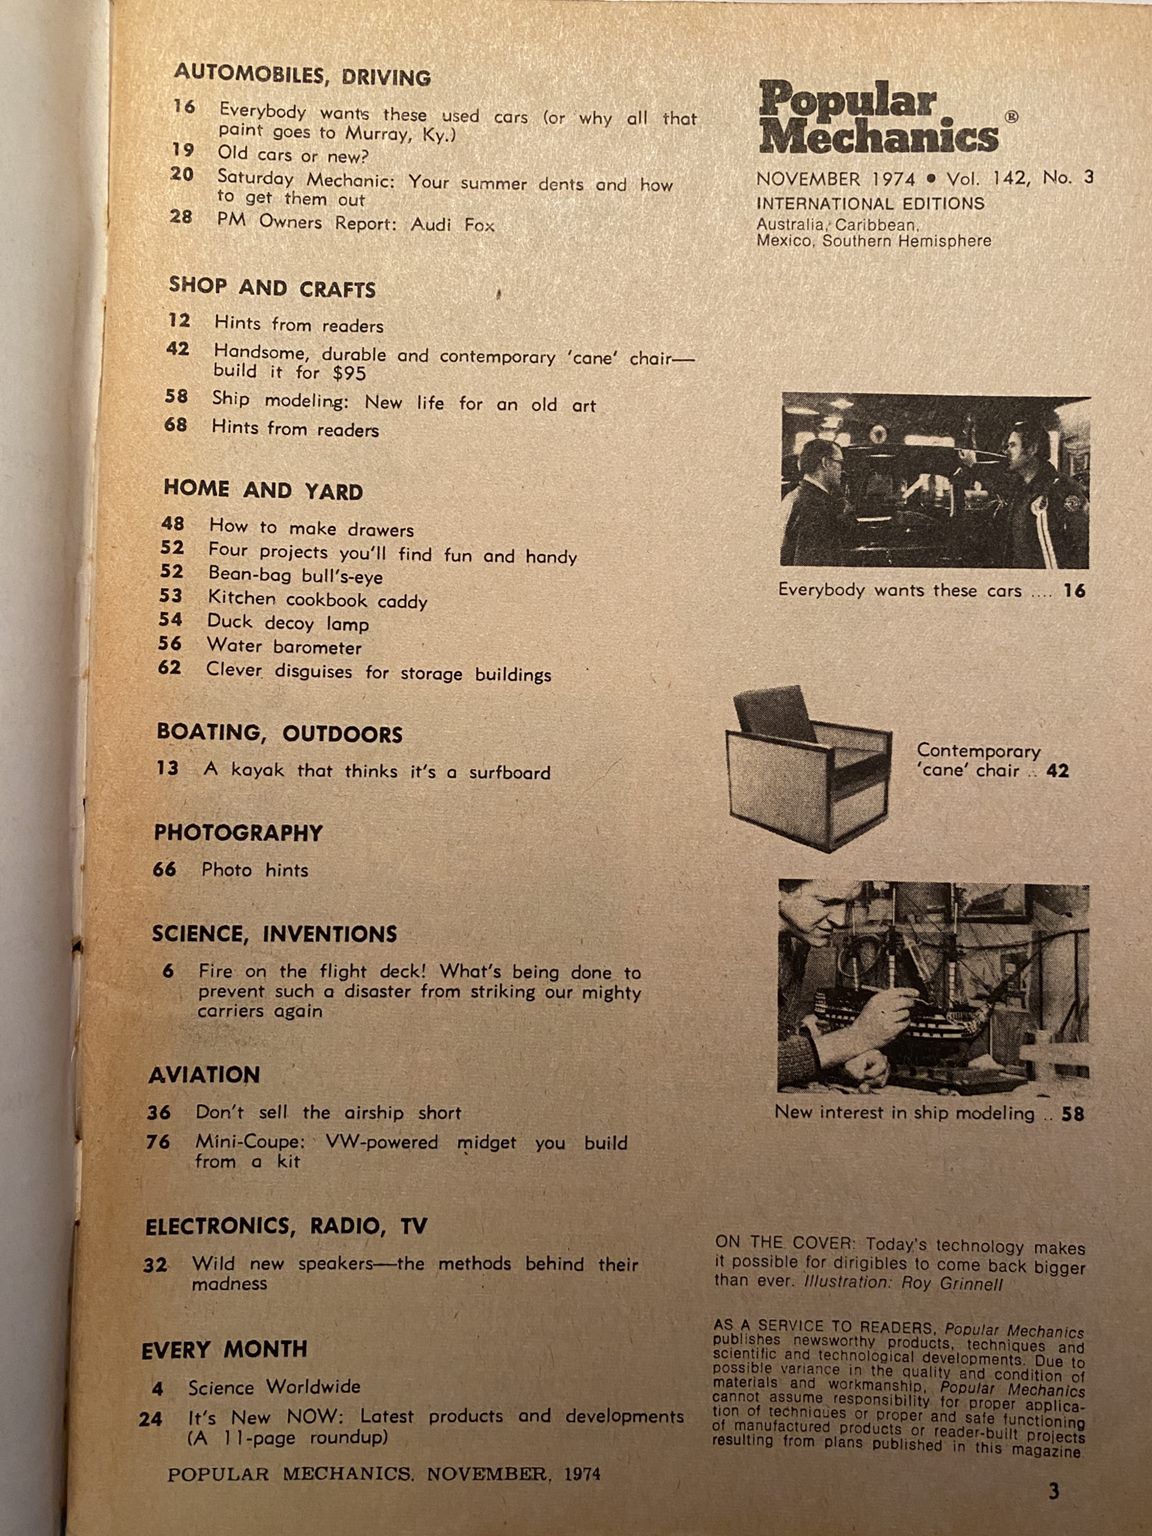 AUTOMOBILES, DRIVING
16 Everybody wants these used cars (or why all that
paint goes to Murray, Ky.)
19 Old cars or new?
20 Saturday Mechanic: Your summer dents and how
to get them out
28 PM Owners Report: Audi Fox
SHOP AND CRAFTS
12 Hints from readers
42 Handsome, durable and contemporary 'cane' chair—
build it for $95
58 Ship modeling: New life for an old art
68 Hints from readers
HOME AND YARD
48 How to make drawers
52 Four projects you'll find fun and handy
52 Bean-bag bull's-eye
53 Kitchen cookbook caddy
54 Duck decoy lamp
56 Water barometer
62 Clever disguises for storage buildings
BOATING, OUTDOORS
13 A kayak that thinks it's a surfboard
PHOTOGRAPHY
66 Photo hints
SCIENCE, INVENTIONS
6 Fire on the flight deck! What's being done to
prevent such a disaster from striking our mighty
carriers again
AVIATION
36 Don't sell the airship short
76 Mini-Coupe: VW-powered midget you build
from a kit
ELECTRONICS, RADIO, TV
32 Wild new speakers—the methods behind their
madness
EVERY MONTH
4 Science Worldwide
24 It's New NOW: Latest products and developments
(A 11-page roundup)
Popular
Mechanics®
NOVEMBER 1974 • Vol. 142, No. 3
INTERNATIONAL EDITIONS
Australia, Caribbean,
Mexico, Southern Hemisphere
Everybody wants these cars .... 16
Contemporary
'cane' chair .. 42
New interest in ship modeling .. 58
ON THE COVER: Today's technology makes
it possible for dirigibles to come back bigger
than ever. Illustration: Roy Grinnell
AS A SERVICE TO READERS, Popular Mechanics
publishes newsworthy products, techniques and
scientific and technological developments. Due to
possible variance in the quality and condition of
materials and workmanship, Popular Mechanics
cannot assume responsibility for proper applica-
tion of techniques or proper and safe functioning
of manufactured products or reader-built projects
resulting from plans published in this magazine
POPULAR MECHANICS, NOVEMBER, 1974
3